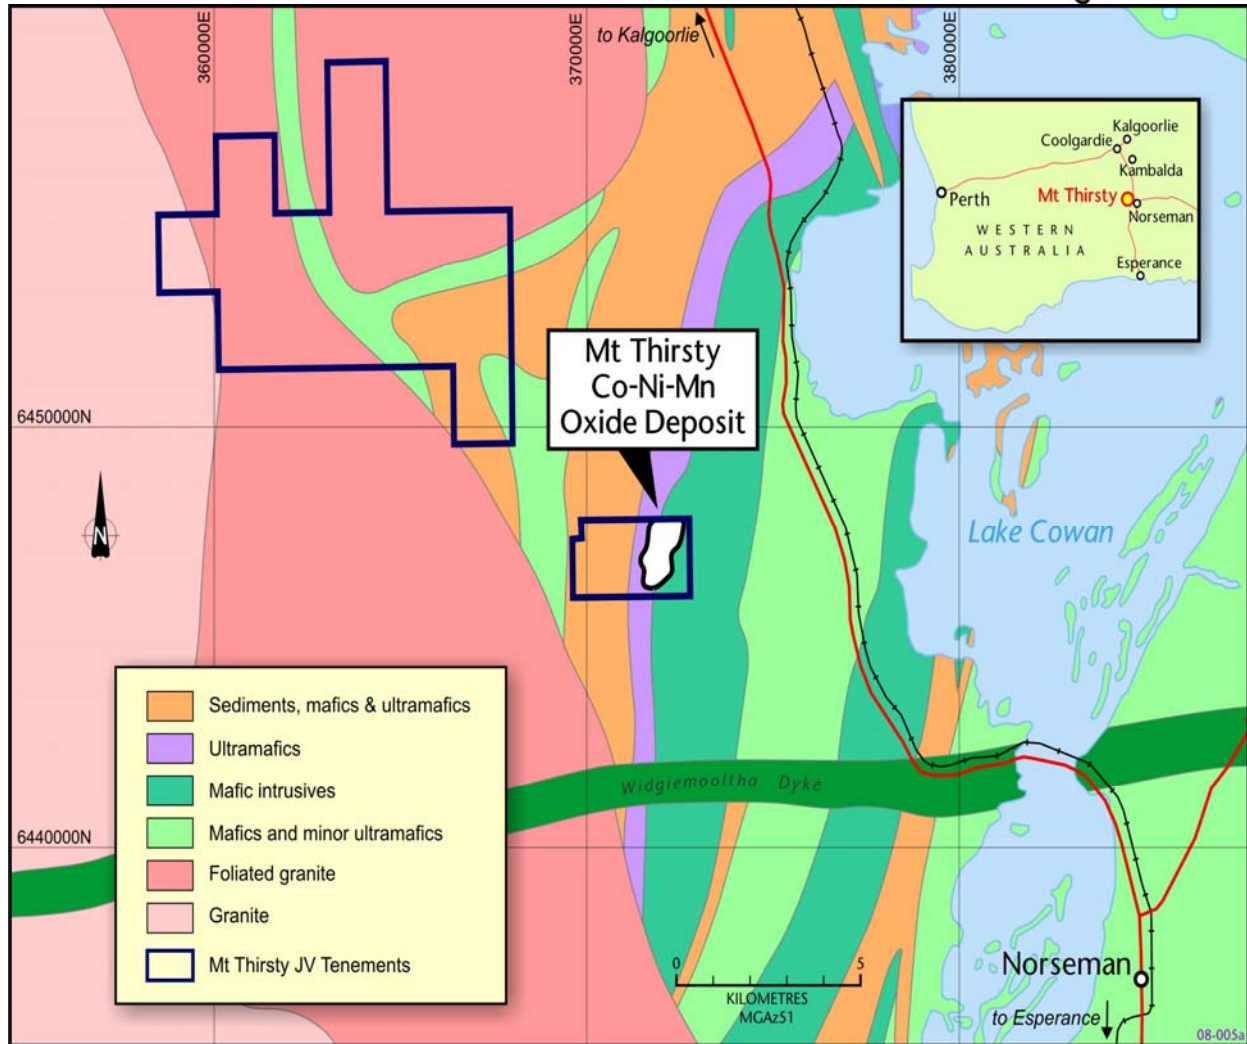 360000E
370000E
380000E
to Kalgoorlie
Kalgoorlie
Coolgardie
Kambalda
Perth
Mt Thirsty
Norseman
WESTERN
AUSTRALIA
Esperance
Mt Thirsty
Co-Ni-Mn
Oxide Deposit
6450000N
N
Lake Cowan
Sediments, mafics & ultramafics
Ultramafics
Mafic intrusives
Mafics and minor ultramafics
Foliated granite
Granite
Mt Thirsty JV Tenements
Widgiemooltha Dyke
6440000N
0 5
KILOMETRES
MGAz51
Norseman
to Esperance
08-005a